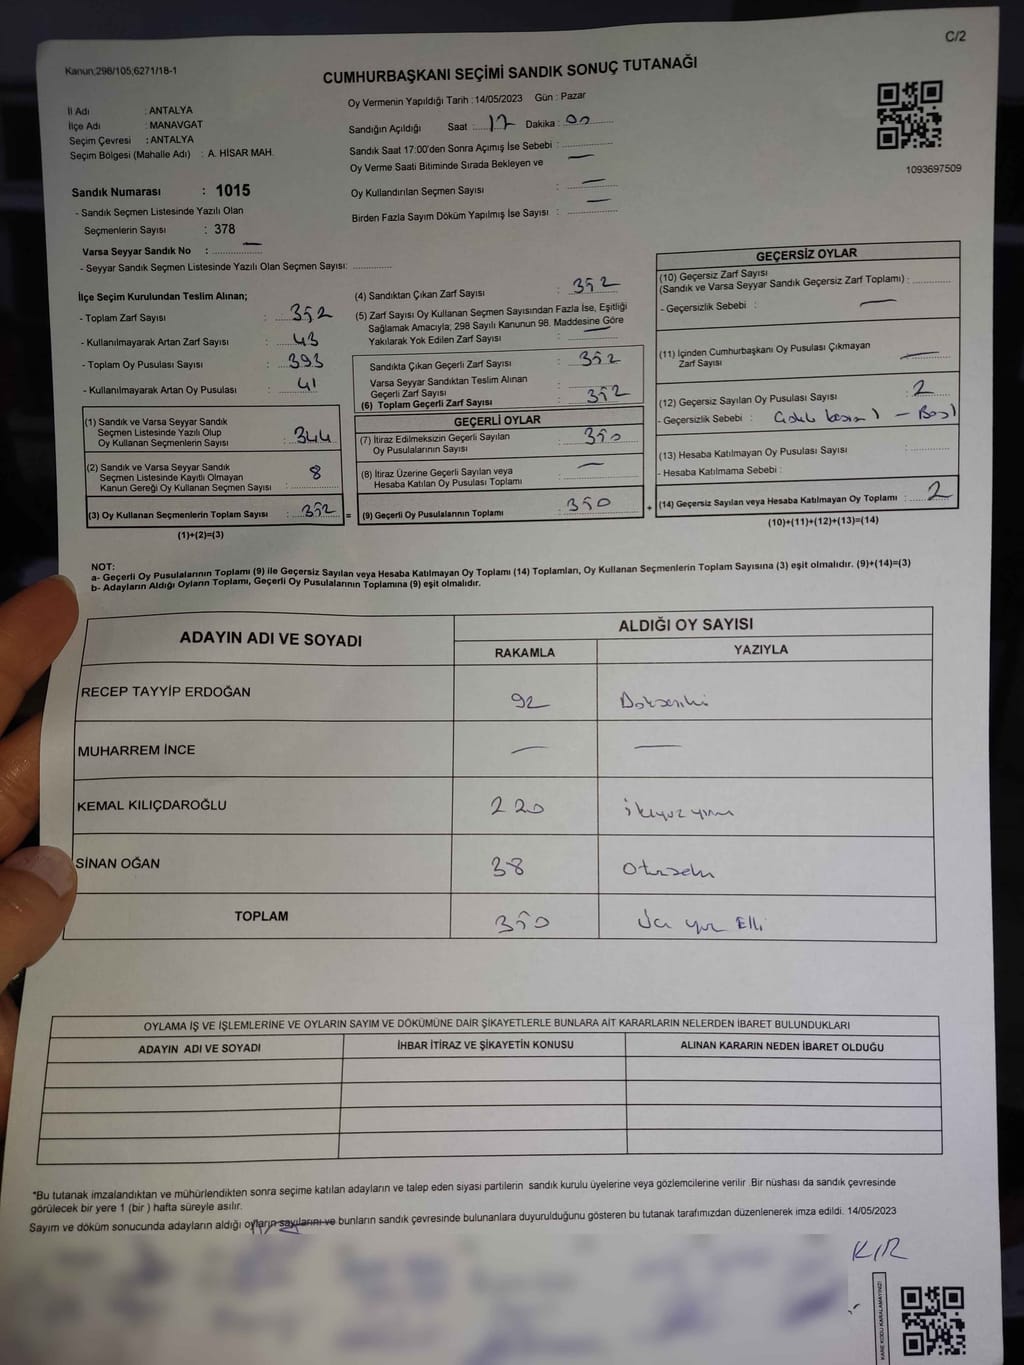 C/2
Kanun;298/105,6271/18-1
CUMHURBAŞKANI SEÇİMİ SANDIK SONUÇ TUTANAĞI
İl Adı : ANTALYA
İlçe Adı : MANAVGAT
Seçim Çevresi : ANTALYA
Seçim Bölgesi (Mahalle Adı) : A. HİSAR MAH.
Sandık Numarası : 1015
- Sandık Seçmen Listesinde Yazılı Olan
Seçmenlerin Sayısı : 378
Varsa Seyyar Sandık No : —
- Seyyar Sandık Seçmen Listesinde Yazılı Olan Seçmen Sayısı:
Oy Vermenin Yapıldığı Tarih : 14/05/2023 Gün : Pazar
Sandığın Açıldığı Saat : 17 Dakika : 00
Sandık Saat 17:00'den Sonra Açımış İse Sebebi :
Oy Verme Saati Bitiminde Sırada Bekleyen ve —
Oy Kullandırılan Seçmen Sayısı : —
Birden Fazla Sayım Döküm Yapılmış İse Sayısı : —
1093697509
İlçe Seçim Kurulundan Teslim Alınan;
- Toplam Zarf Sayısı : 392
- Kullanılmayarak Artan Zarf Sayısı : 43
- Toplam Oy Pusulası Sayısı : 393
- Kullanılmayarak Artan Oy Pusulası : 41
(1) Sandık ve Varsa Seyyar Sandık
Seçmen Listesinde Yazılı Olup
Oy Kullanan Seçmenlerin Sayısı : 344
(2) Sandık ve Varsa Seyyar Sandık
Seçmen Listesinde Kayıtlı Olmayan
Kanun Gereği Oy Kullanan Seçmen Sayısı : 8
(3) Oy Kullanan Seçmenlerin Toplam Sayısı : 352 =
(1)+(2)=(3)
(4) Sandıktan Çıkan Zarf Sayısı : 352
(5) Zarf Sayısı Oy Kullanan Seçmen Sayısından Fazla İse, Eşitliği
Sağlamak Amacıyla; 298 Sayılı Kanunun 98. Maddesine Göre
Yakılarak Yok Edilen Zarf Sayısı : —
Sandıkta Çıkan Geçerli Zarf Sayısı : 352
Varsa Seyyar Sandıktan Teslim Alınan
Geçerli Zarf Sayısı :
(6) Toplam Geçerli Zarf Sayısı : 352
GEÇERLİ OYLAR
(7) İtiraz Edilmeksizin Geçerli Sayılan
Oy Pusulalarının Sayısı : 350
(8) İtiraz Üzerine Geçerli Sayılan veya
Hesaba Katılan Oy Pusulası Toplamı : —
(9) Geçerli Oy Pusulalarının Toplamı : 350 +
GEÇERSİZ OYLAR
(10) Geçersiz Zarf Sayısı
(Sandık ve Varsa Seyyar Sandık Geçersiz Zarf Toplamı) :
- Geçersizlik Sebebi : —
(11) İçinden Cumhurbaşkanı Oy Pusulası Çıkmayan
Zarf Sayısı : —
(12) Geçersiz Sayılan Oy Pusulası Sayısı : 2
- Geçersizlik Sebebi :
(13) Hesaba Katılmayan Oy Pusulası Sayısı :
- Hesaba Katılmama Sebebi :
(14) Geçersiz Sayılan veya Hesaba Katılmayan Oy Toplamı : 2
(10)+(11)+(12)+(13)=(14)
NOT:
a- Geçerli Oy Pusulalarının Toplamı (9) ile Geçersiz Sayılan veya Hesaba Katılmayan Oy Toplamı (14) Toplamları, Oy Kullanan Seçmenlerin Toplam Sayısına (3) eşit olmalıdır. (9)+(14)=(3)
b- Adayların Aldığı Oyların Toplamı, Geçerli Oy Pusulalarının Toplamına (9) eşit olmalıdır.
ADAYIN ADI VE SOYADI ALDIĞI OY SAYISI
RAKAMLA YAZIYLA
RECEP TAYYİP ERDOĞAN 92 Doksaniki
MUHARREM İNCE — —
KEMAL KILIÇDAROĞLU 220 ikiyüz yirmi
SİNAN OĞAN 38 Otuzsekiz
TOPLAM 350 Üç yüz Elli
OYLAMA İŞ VE İŞLEMLERİNE VE OYLARIN SAYIM VE DÖKÜMÜNE DAİR ŞİKAYETLERLE BUNLARA AİT KARARLARIN NELERDEN İBARET BULUNDUKLARI
ADAYIN ADI VE SOYADI İHBAR İTİRAZ VE ŞİKAYETİN KONUSU ALINAN KARARIN NEDEN İBARET OLDUĞU
*Bu tutanak imzalandıktan ve mühürlendikten sonra seçime katılan adayların ve talep eden siyasi partilerin sandık kurulu üyelerine veya gözlemcilerine verilir .Bir nüshası da sandık çevresinde
görülecek bir yere 1 (bir ) hafta süreyle asılır.
Sayım ve döküm sonucunda adayların aldığı oyların sayılarını ve bunların sandık çevresinde bulunanlara duyurulduğunu gösteren bu tutanak tarafımızdan düzenlenerek imza edildi. 14/05/2023
KIR
KARE KODU KARALAMAYINIZ!